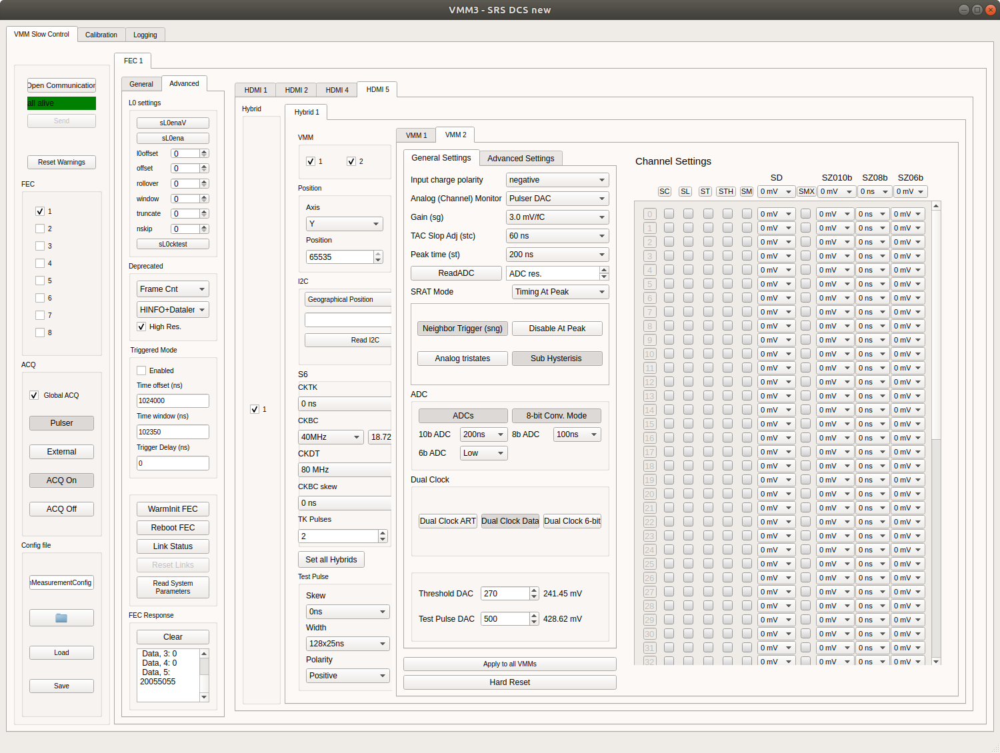 VMM3 - SRS DCS new
VMM Slow Control
Calibration
Logging
FEC 1
Open Communication
all alive
Send
Reset Warnings
FEC
1
2
3
4
5
6
7
8
ACQ
Global ACQ
Pulser
External
ACQ On
ACQ Off
Config file
MeasurementConfig
Load
Save
General
Advanced
L0 settings
sL0enaV
sL0ena
l0offset 0
offset 0
rollover 0
window 0
truncate 0
nskip 0
sL0cktest
Deprecated
Frame Cnt
HINFO+Datalen
High Res.
Triggered Mode
Enabled
Time offset (ns)
1024000
Time window (ns)
102350
Trigger Delay (ns)
0
WarmInit FEC
Reboot FEC
Link Status
Reset Links
Read System
Parameters
FEC Response
Clear
Data, 3: 0
Data, 4: 0
Data, 5:
20055055
HDMI 1
HDMI 2
HDMI 4
HDMI 5
Hybrid
1
Hybrid 1
VMM
1
2
Position
Axis
Y
Position
65535
I2C
Geographical Position
Read I2C
S6
CKTK
0 ns
CKBC
40MHz
18.72
CKDT
80 MHz
CKBC skew
0 ns
TK Pulses
2
Set all Hybrids
Test Pulse
Skew
0ns
Width
128x25ns
Polarity
Positive
VMM 1
VMM 2
General Settings
Advanced Settings
Input charge polarity negative
Analog (Channel) Monitor Pulser DAC
Gain (sg) 3.0 mV/fC
TAC Slop Adj (stc) 60 ns
Peak time (st) 200 ns
ReadADC ADC res.
SRAT Mode Timing At Peak
Neighbor Trigger (sng) Disable At Peak
Analog tristates Sub Hysterisis
ADC
ADCs 8-bit Conv. Mode
10b ADC 200ns 8b ADC 100ns
6b ADC Low
Dual Clock
Dual Clock ART Dual Clock Data Dual Clock 6-bit
Threshold DAC 270 241.45 mV
Test Pulse DAC 500 428.62 mV
Apply to all VMMs
Hard Reset
Channel Settings
SD SZ010b SZ08b SZ06b
SC SL ST STH SM 0 mV SMX 0 mV 0 ns 0 mV
0 0 mV 0 mV 0 ns 0 mV
1 0 mV 0 mV 0 ns 0 mV
2 0 mV 0 mV 0 ns 0 mV
3 0 mV 0 mV 0 ns 0 mV
4 0 mV 0 mV 0 ns 0 mV
5 0 mV 0 mV 0 ns 0 mV
6 0 mV 0 mV 0 ns 0 mV
7 0 mV 0 mV 0 ns 0 mV
8 0 mV 0 mV 0 ns 0 mV
9 0 mV 0 mV 0 ns 0 mV
10 0 mV 0 mV 0 ns 0 mV
11 0 mV 0 mV 0 ns 0 mV
12 0 mV 0 mV 0 ns 0 mV
13 0 mV 0 mV 0 ns 0 mV
14 0 mV 0 mV 0 ns 0 mV
15 0 mV 0 mV 0 ns 0 mV
16 0 mV 0 mV 0 ns 0 mV
17 0 mV 0 mV 0 ns 0 mV
18 0 mV 0 mV 0 ns 0 mV
19 0 mV 0 mV 0 ns 0 mV
20 0 mV 0 mV 0 ns 0 mV
21 0 mV 0 mV 0 ns 0 mV
22 0 mV 0 mV 0 ns 0 mV
23 0 mV 0 mV 0 ns 0 mV
24 0 mV 0 mV 0 ns 0 mV
25 0 mV 0 mV 0 ns 0 mV
26 0 mV 0 mV 0 ns 0 mV
27 0 mV 0 mV 0 ns 0 mV
28 0 mV 0 mV 0 ns 0 mV
29 0 mV 0 mV 0 ns 0 mV
30 0 mV 0 mV 0 ns 0 mV
31 0 mV 0 mV 0 ns 0 mV
32 0 mV 0 mV 0 ns 0 mV